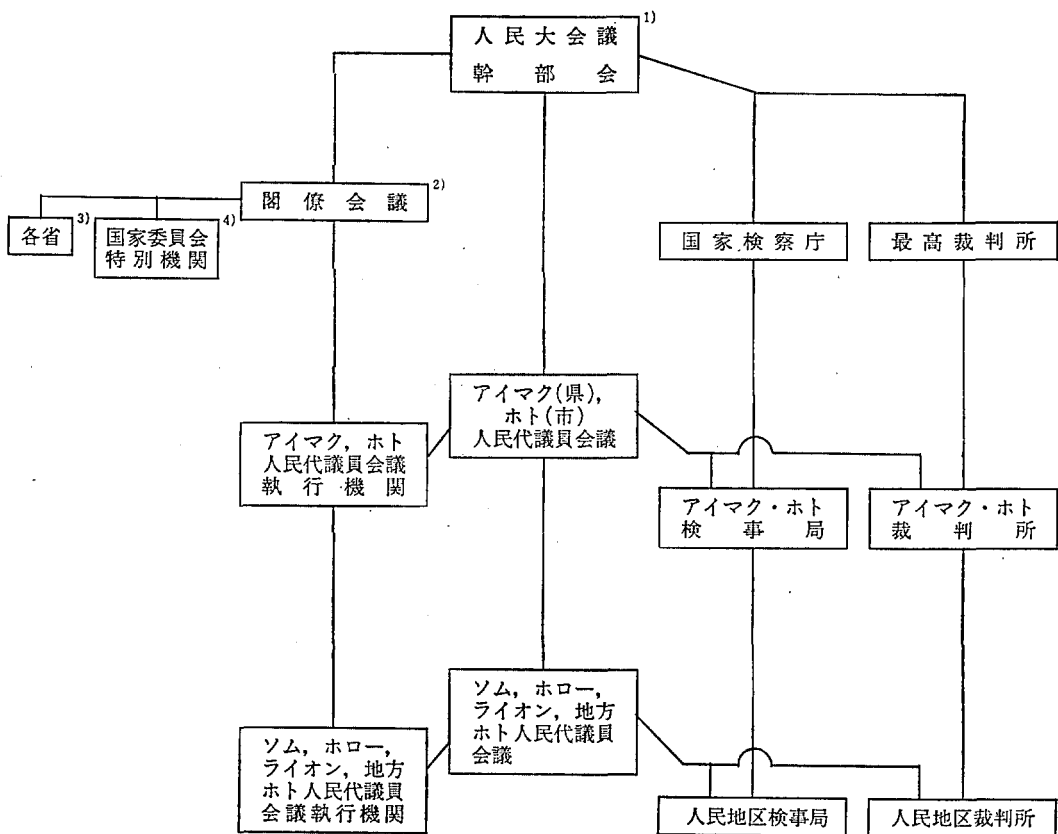 人民大会議 1)
幹部会
閣僚会議 2)
各省 3)
国家委員会 4)
特別機関
国家検察庁
最高裁判所
アイマク(県),
ホト(市)
人民代議員会議
アイマク, ホト
人民代議員会議
執行機関
アイマク・ホト
検事局
アイマク・ホト
裁判所
ソム, ホロー,
ライオン, 地方
ホト人民代議員
会議
ソム, ホロー,
ライオン, 地方
ホト人民代議員
会議執行機関
人民地区検事局
人民地区裁判所